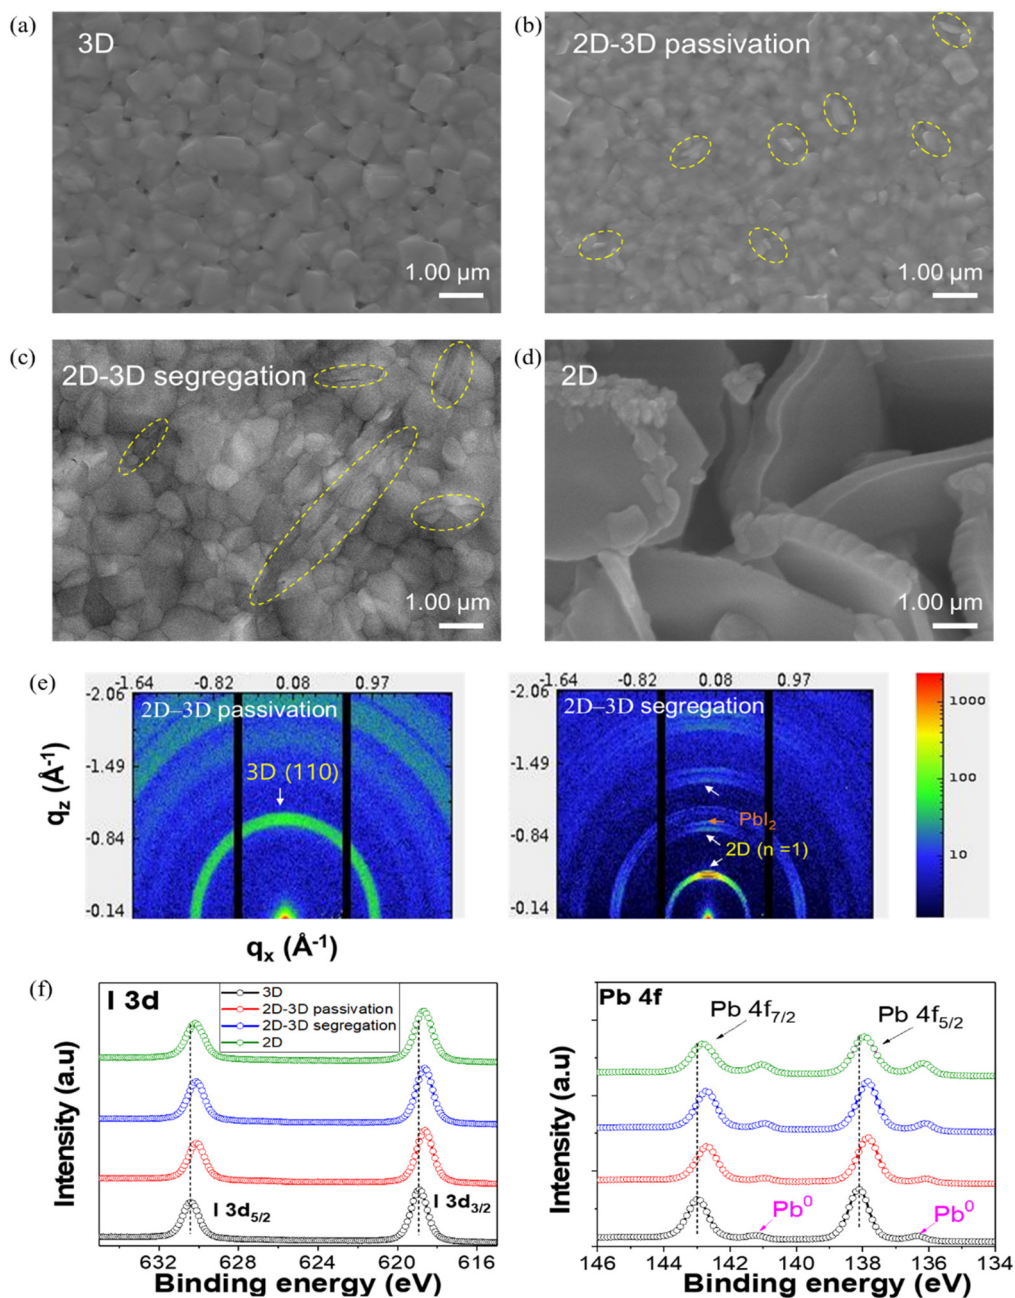 (a)
3D
1.00 µm
(b)
2D-3D passivation
1.00 µm
(c)
2D-3D segregation
1.00 µm
(d)
2D
1.00 µm
(e)
-1.64 -0.82 0.08 0.97
-2.06
-1.49
-0.84
-0.14
2D–3D passivation
3D (110)
q_z (Å⁻¹)
q_x (Å⁻¹)
-1.64 -0.82 0.08 0.97
-2.06
-1.49
-0.84
-0.14
2D–3D segregation
PbI₂
2D (n =1)
1000
100
10
(f)
I 3d
3D
2D-3D passivation
2D-3D segregation
2D
I 3d₅/₂
I 3d₃/₂
Intensity (a.u)
632 628 624 620 616
Binding energy (eV)
Pb 4f
Pb 4f₇/₂
Pb 4f₅/₂
Pb⁰
Pb⁰
Intensity (a.u)
146 144 142 140 138 136 134
Binding energy (eV)